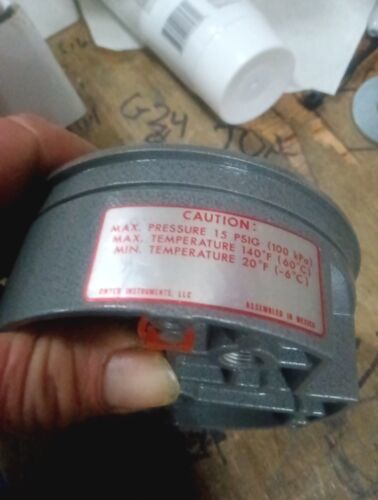 G24
CAUTION:
MAX. PRESSURE 15 PSIG (100 kPa)
MAX. TEMPERATURE 140°F (60°C)
MIN. TEMPERATURE 20°F (-6°C)
DWYER INSTRUMENTS, LLC
ASSEMBLED IN MEXICO